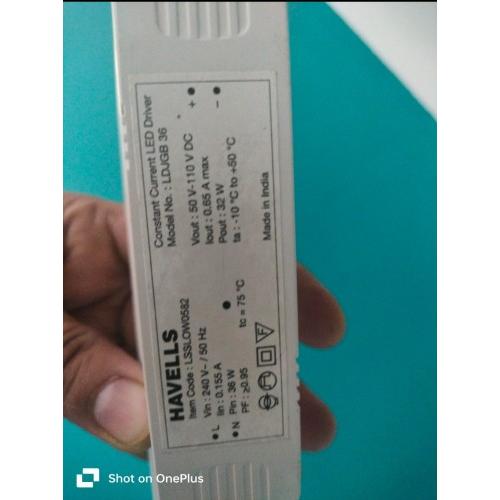 HAVELLS
Item Code : LSSLOW0582
Vin : 240 V~ / 50 Hz
L Iin : 0.155 A
N Pin : 36 W
PF : ≥0.95
tc = 75 °C
Constant Current LED Driver
Model No. : LDJGB 36
Vout : 50 V-110 V DC +
Iout : 0.65 A max
Pout : 32 W -
ta : -10 °C to +50 °C
Made in India
Shot on OnePlus